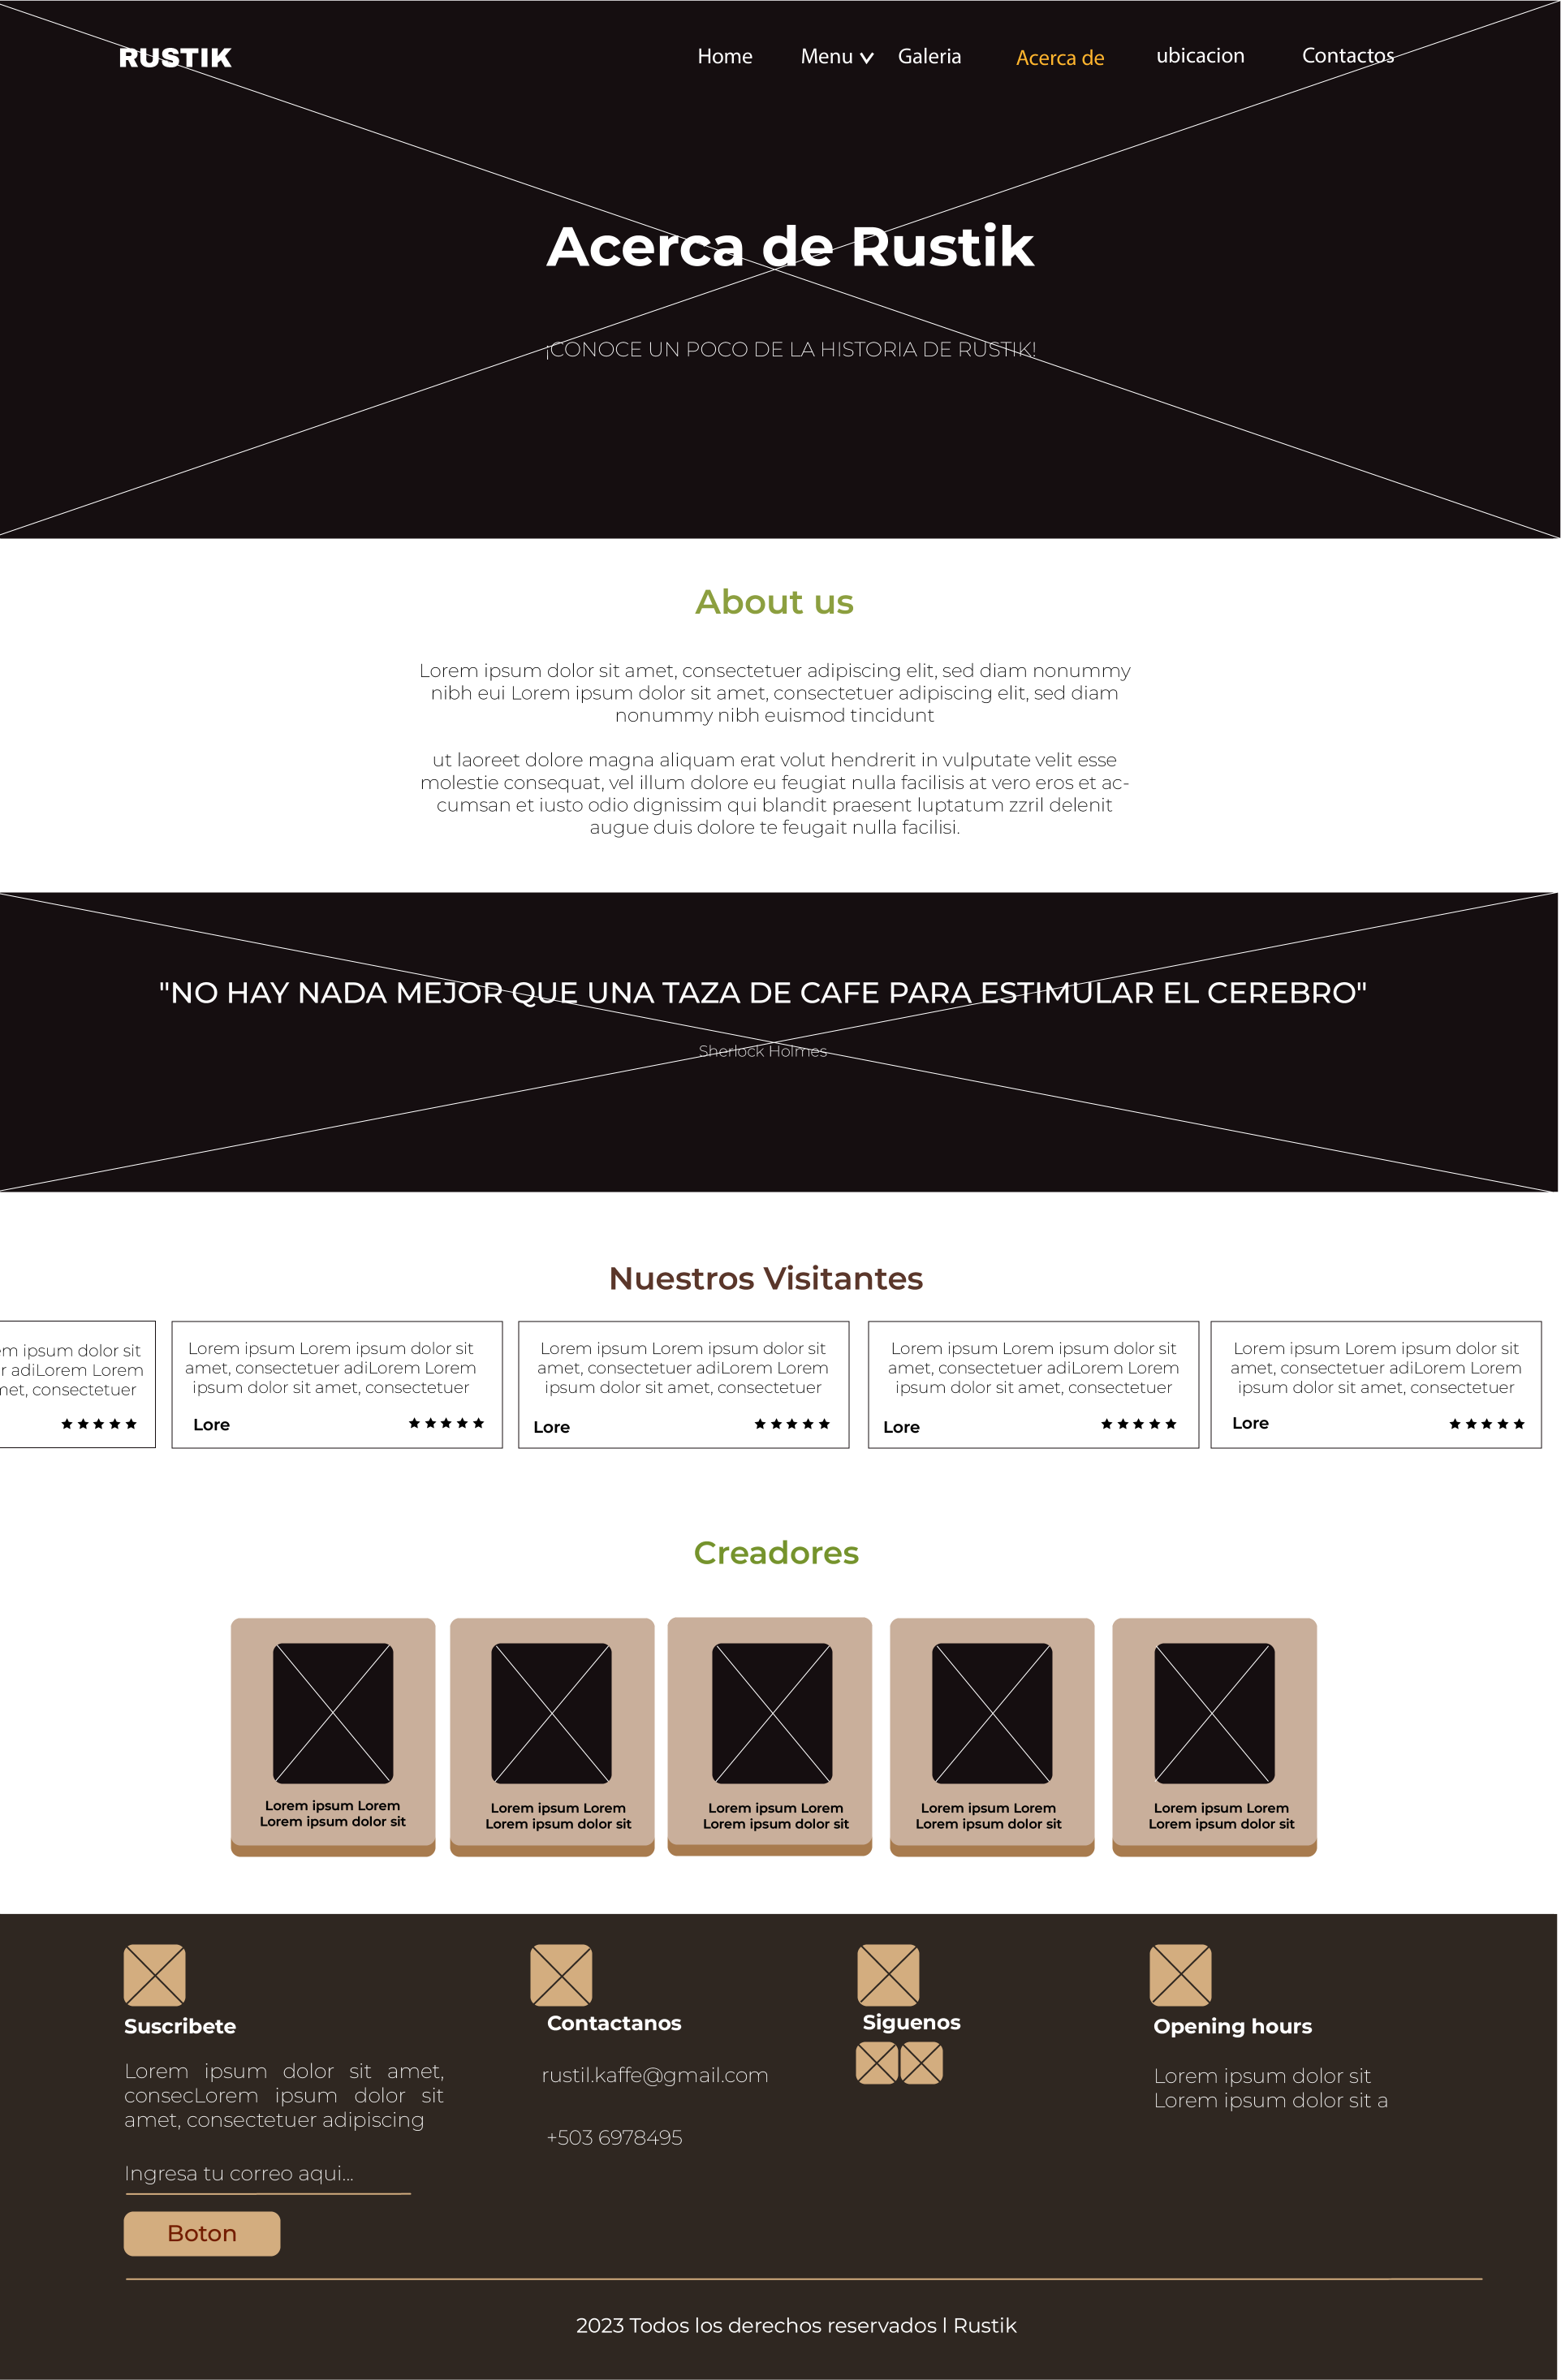 RUSTIK
Home Menu Galeria Acerca de ubicacion Contactos
Acerca de Rustik
¡CONOCE UN POCO DE LA HISTORIA DE RUSTIK!
About us
Lorem ipsum dolor sit amet, consectetuer adipiscing elit, sed diam nonummy
nibh eui Lorem ipsum dolor sit amet, consectetuer adipiscing elit, sed diam
nonummy nibh euismod tincidunt
ut laoreet dolore magna aliquam erat volut hendrerit in vulputate velit esse
molestie consequat, vel illum dolore eu feugiat nulla facilisis at vero eros et ac-
cumsan et iusto odio dignissim qui blandit praesent luptatum zzril delenit
augue duis dolore te feugait nulla facilisi.
"NO HAY NADA MEJOR QUE UNA TAZA DE CAFE PARA ESTIMULAR EL CEREBRO"
Sherlock Holmes
Nuestros Visitantes
ipsum dolor sit
adiLorem Lorem
consectetuer
Lorem ipsum Lorem ipsum dolor sit
amet, consectetuer adiLorem Lorem
ipsum dolor sit amet, consectetuer
Lore
Lorem ipsum Lorem ipsum dolor sit
amet, consectetuer adiLorem Lorem
ipsum dolor sit amet, consectetuer
Lore
Lorem ipsum Lorem ipsum dolor sit
amet, consectetuer adiLorem Lorem
ipsum dolor sit amet, consectetuer
Lore
Lorem ipsum Lorem ipsum dolor sit
amet, consectetuer adiLorem Lorem
ipsum dolor sit amet, consectetuer
Lore
Creadores
Lorem ipsum Lorem
Lorem ipsum dolor sit
Lorem ipsum Lorem
Lorem ipsum dolor sit
Lorem ipsum Lorem
Lorem ipsum dolor sit
Lorem ipsum Lorem
Lorem ipsum dolor sit
Lorem ipsum Lorem
Lorem ipsum dolor sit
Suscribete
Lorem ipsum dolor sit amet,
consecLorem ipsum dolor sit
amet, consectetuer adipiscing
Ingresa tu correo aqui...
Boton
Contactanos
rustil.kaffe@gmail.com
+503 6978495
Siguenos
Opening hours
Lorem ipsum dolor sit
Lorem ipsum dolor sit a
2023 Todos los derechos reservados l Rustik